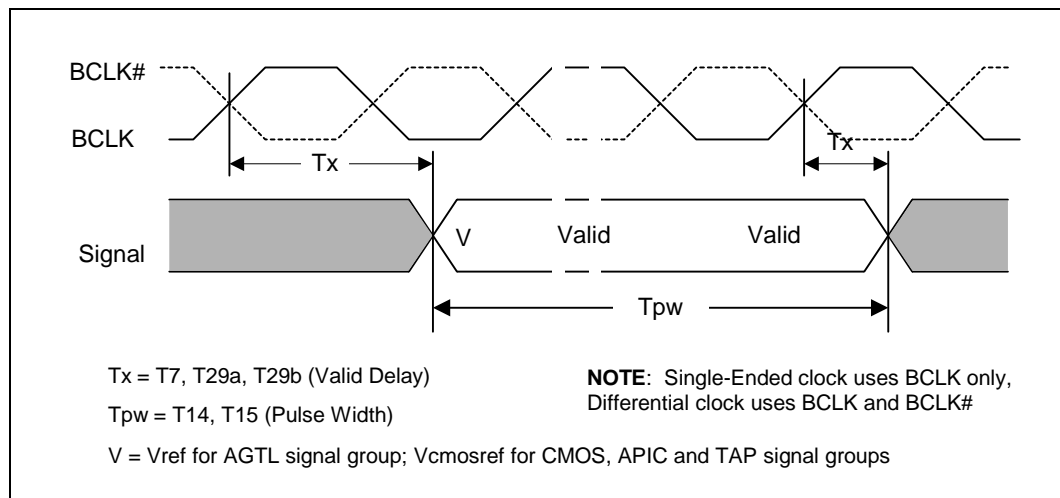 BCLK#
BCLK
Tx
Tx
Signal
V
Valid
Valid
Tpw
Tx = T7, T29a, T29b (Valid Delay)
Tpw = T14, T15 (Pulse Width)
V = Vref for AGTL signal group; Vcmosref for CMOS, APIC and TAP signal groups
NOTE: Single-Ended clock uses BCLK only,
Differential clock uses BCLK and BCLK#